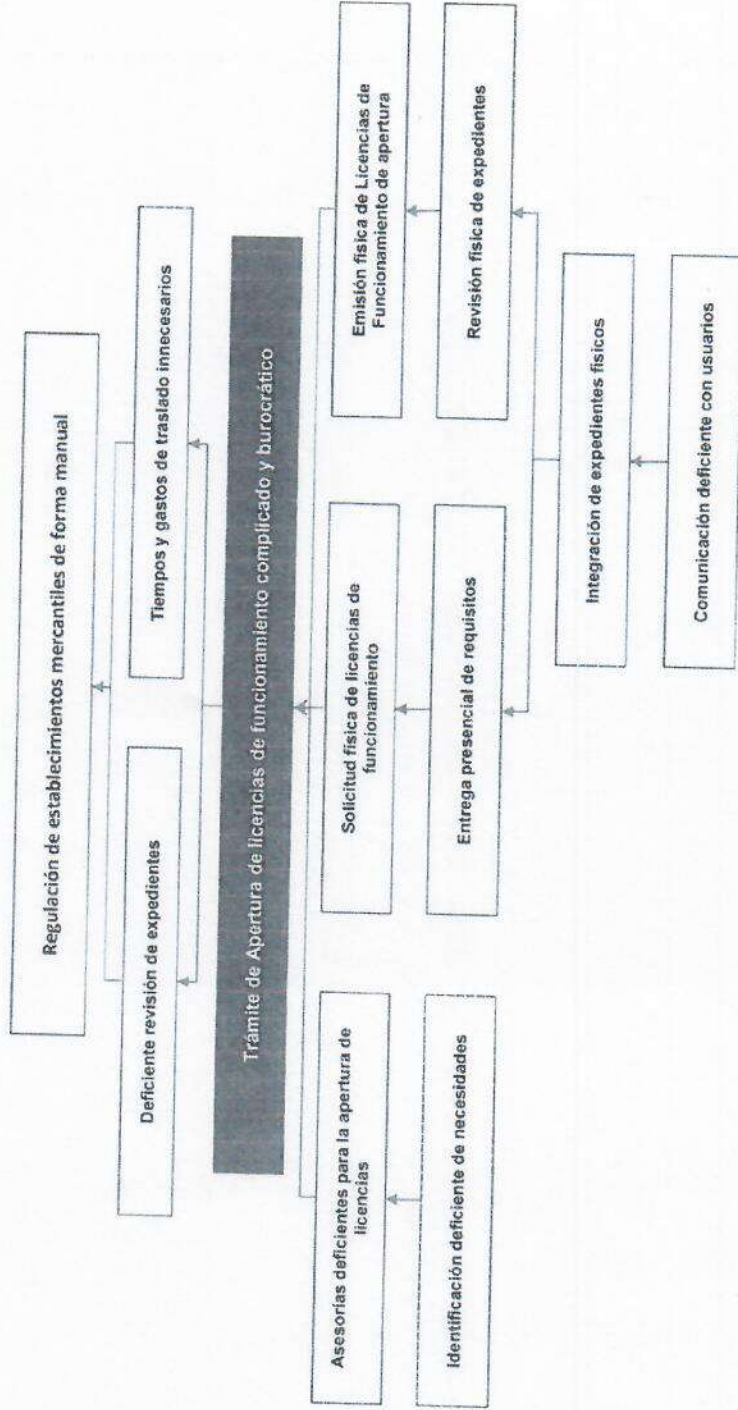 Regulación de establecimientos mercantiles de forma manual
Deficiente revisión de expedientes
Tiempos y gastos de traslado innecesarios
Trámite de Apertura de licencias de funcionamiento complicado y burocrático
Asesorías deficientes para la apertura de
licencias
Solicitud física de licencias de
funcionamiento
Emisión física de Licencias de
Funcionamiento de apertura
Identificación deficiente de necesidades
Entrega presencial de requisitos
Revisión física de expedientes
Integración de expedientes físicos
Comunicación deficiente con usuarios